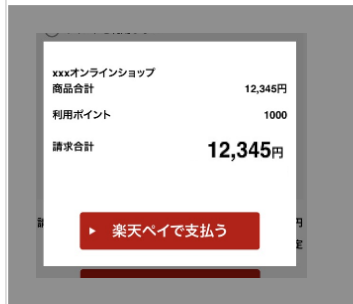 xxxオンラインショップ
商品合計 12,345円
利用ポイント 1000
請求合計 12,345円
楽天ペイで支払う
円